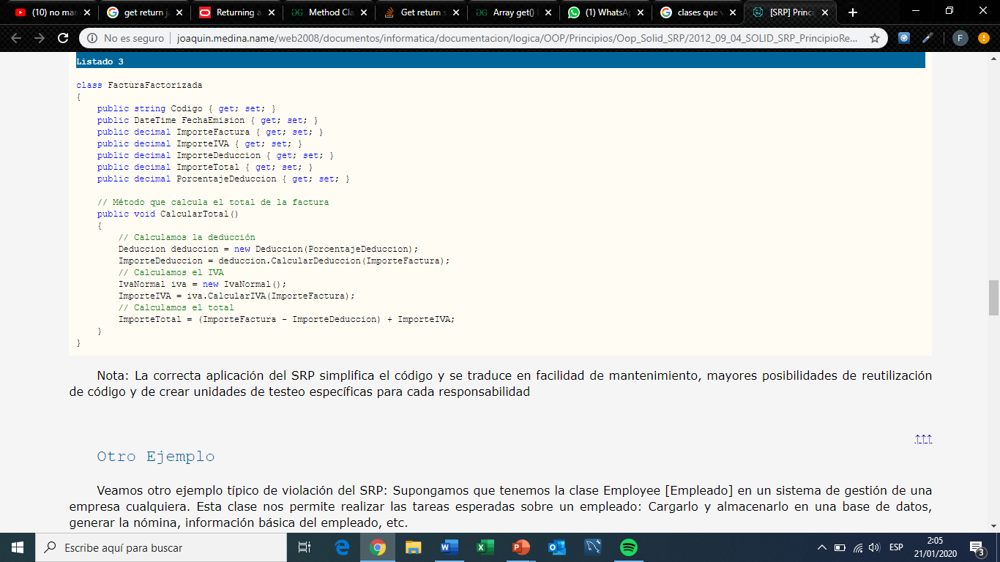 (10) no mar
get return ja
Returning a
Method Cla
Get return s
Array get()
(1) WhatsAp
clases que v
[SRP] Princi
No es seguro | joaquin.medina.name/web2008/documentos/informatica/documentacion/logica/OOP/Principios/Oop_Solid_SRP/2012_09_04_SOLID_SRP_PrincipioRe...
F
Listado 3
class FacturaFactorizada
{
public string Codigo { get; set; }
public DateTime FechaEmision { get; set; }
public decimal ImporteFactura { get; set; }
public decimal ImporteIVA { get; set; }
public decimal ImporteDeduccion { get; set; }
public decimal ImporteTotal { get; set; }
public decimal PorcentajeDeduccion { get; set; }
// Método que calcula el total de la factura
public void CalcularTotal()
{
// Calculamos la deducción
Deduccion deduccion = new Deduccion(PorcentajeDeduccion);
ImporteDeduccion = deduccion.CalcularDeduccion(ImporteFactura);
// Calculamos el IVA
IvaNormal iva = new IvaNormal();
ImporteIVA = iva.CalcularIVA(ImporteFactura);
// Calculamos el total
ImporteTotal = (ImporteFactura - ImporteDeduccion) + ImporteIVA;
}
}
Nota: La correcta aplicación del SRP simplifica el código y se traduce en facilidad de mantenimiento, mayores posibilidades de reutilización
de código y de crear unidades de testeo específicas para cada responsabilidad
↑↑↑
Otro Ejemplo
Veamos otro ejemplo típico de violación del SRP: Supongamos que tenemos la clase Employee [Empleado] en un sistema de gestión de una
empresa cualquiera. Esta clase nos permite realizar las tareas esperadas sobre un empleado: Cargarlo y almacenarlo en una base de datos,
generar la nómina, información básica del empleado, etc.
Escribe aquí para buscar
ESP
2:05
21/01/2020
3